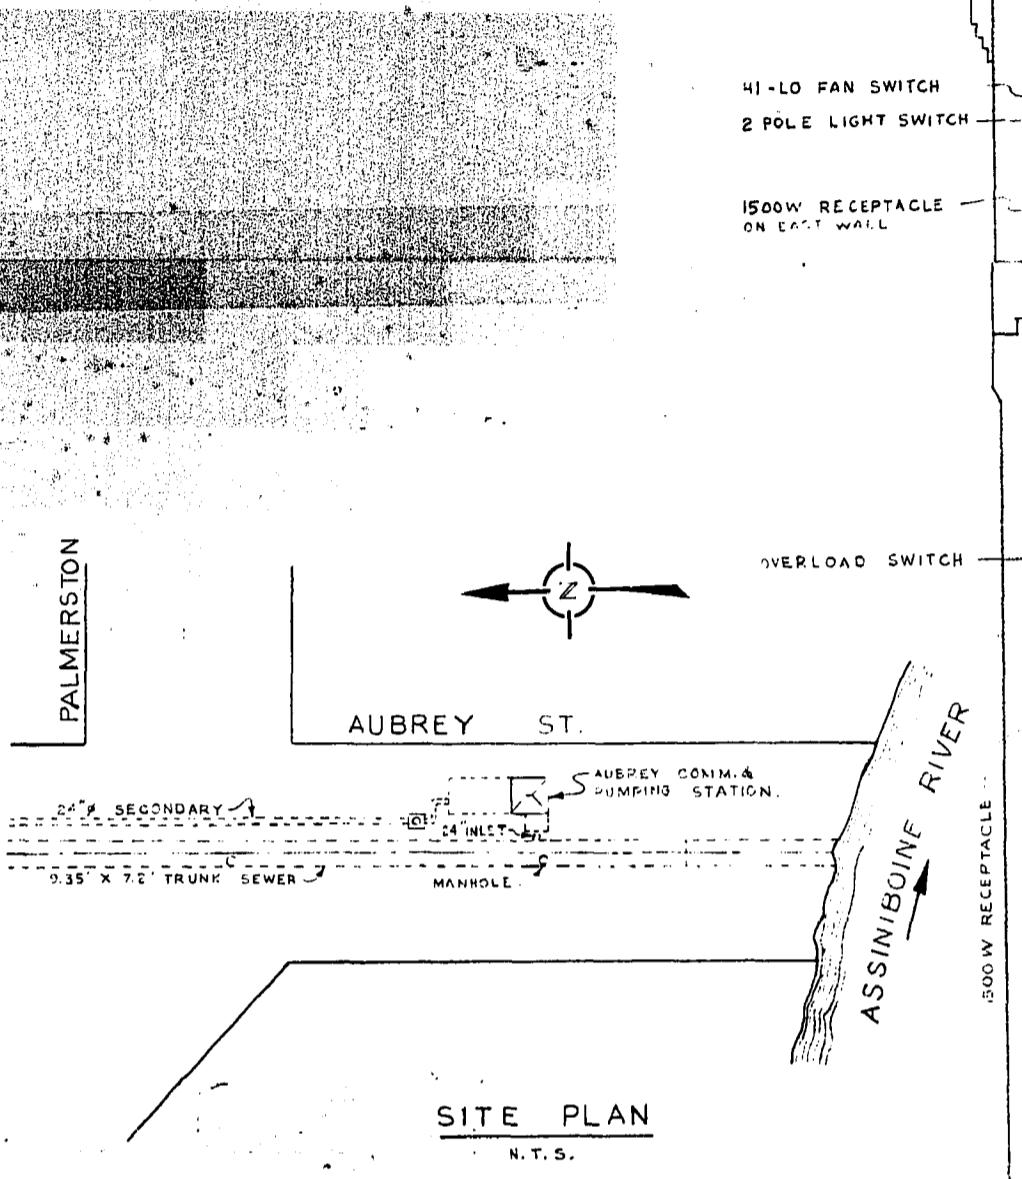 HI-LO FAN SWITCH
2 POLE LIGHT SWITCH
1500W RECEPTACLE
ON EAST WALL
OVERLOAD SWITCH
PALMERSTON
Z
AUBREY ST.
AUBREY COMM. &
PUMPING STATION.
24"ø SECONDARY
24" INLET
9.35' X 7.2' TRUNK SEWER
MANHOLE
ASSINIBOINE RIVER
1500W RECEPTACLE
SITE PLAN
N.T.S.